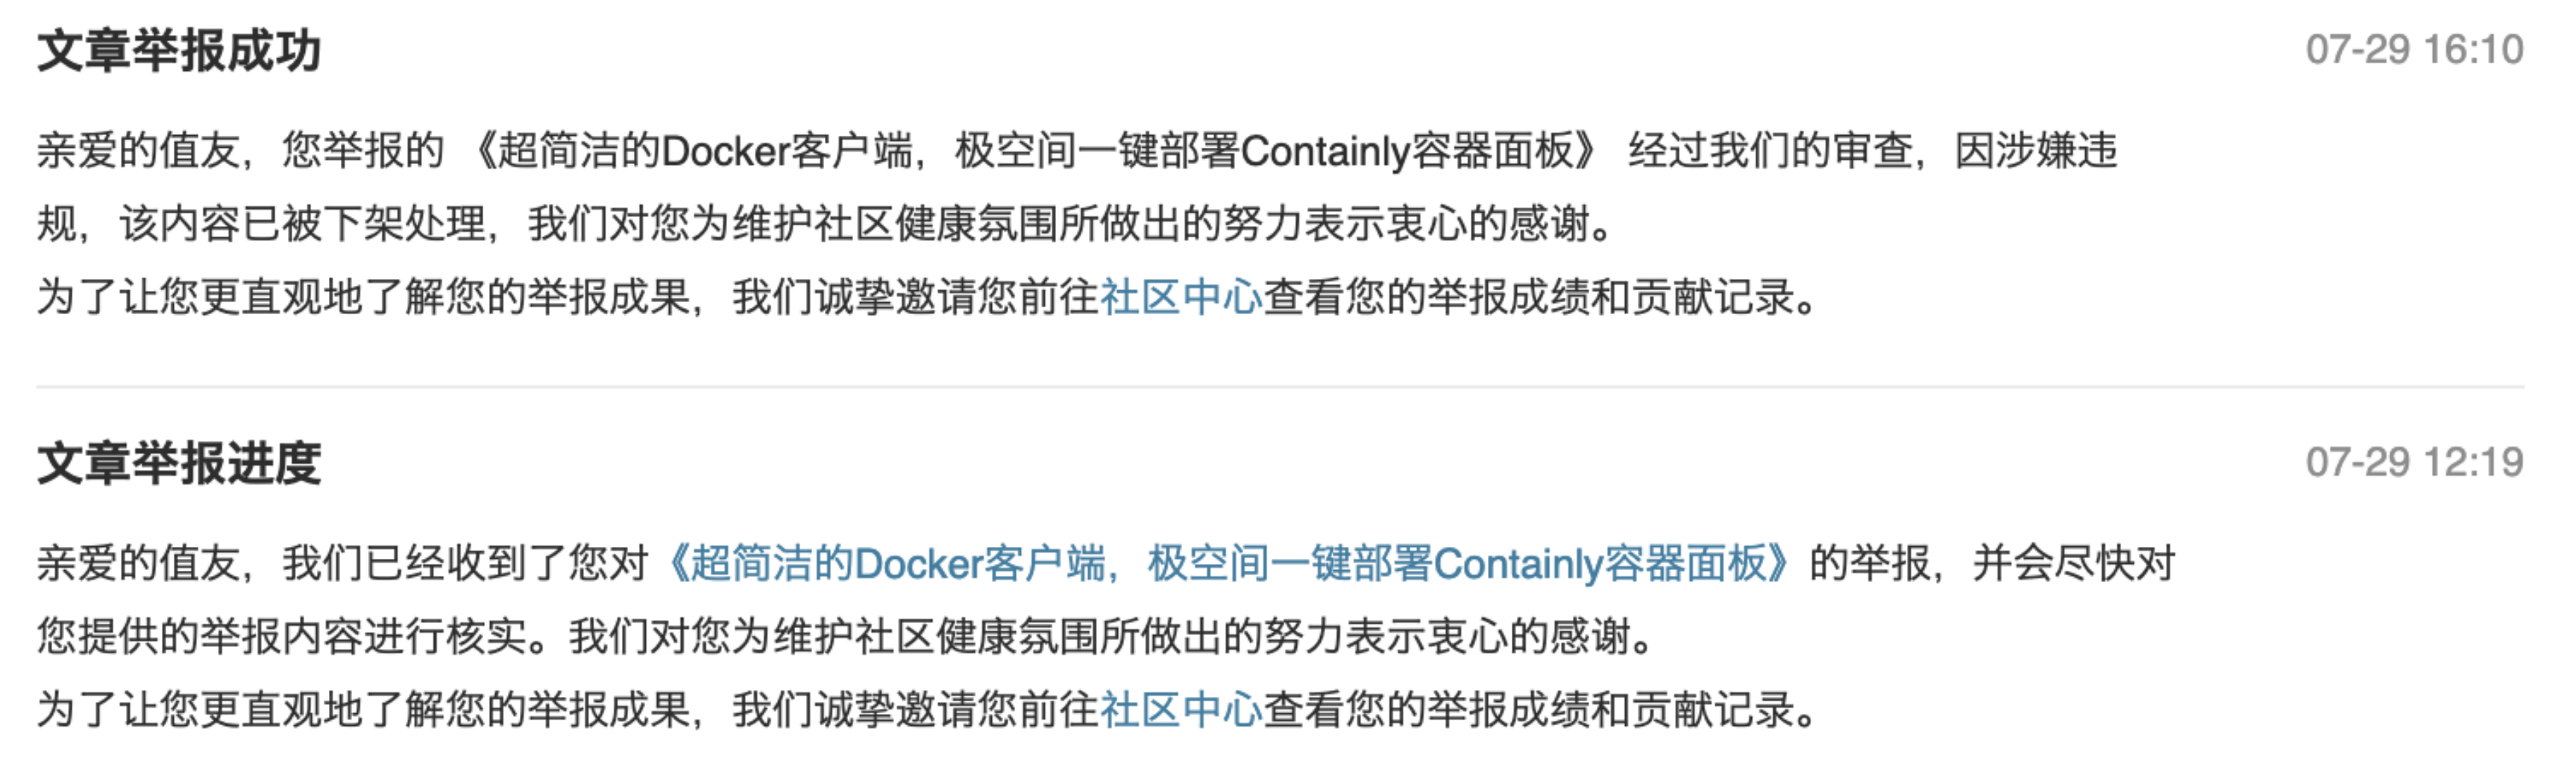 文章举报成功
07-29 16:10
亲爱的值友，您举报的 《超简洁的Docker客户端，极空间一键部署Containly容器面板》 经过我们的审查，因涉嫌违
规，该内容已被下架处理，我们对您为维护社区健康氛围所做出的努力表示衷心的感谢。
为了让您更直观地了解您的举报成果，我们诚挚邀请您前往社区中心查看您的举报成绩和贡献记录。
文章举报进度
07-29 12:19
亲爱的值友，我们已经收到了您对《超简洁的Docker客户端，极空间一键部署Containly容器面板》的举报，并会尽快对
您提供的举报内容进行核实。我们对您为维护社区健康氛围所做出的努力表示衷心的感谢。
为了让您更直观地了解您的举报成果，我们诚挚邀请您前往社区中心查看您的举报成绩和贡献记录。